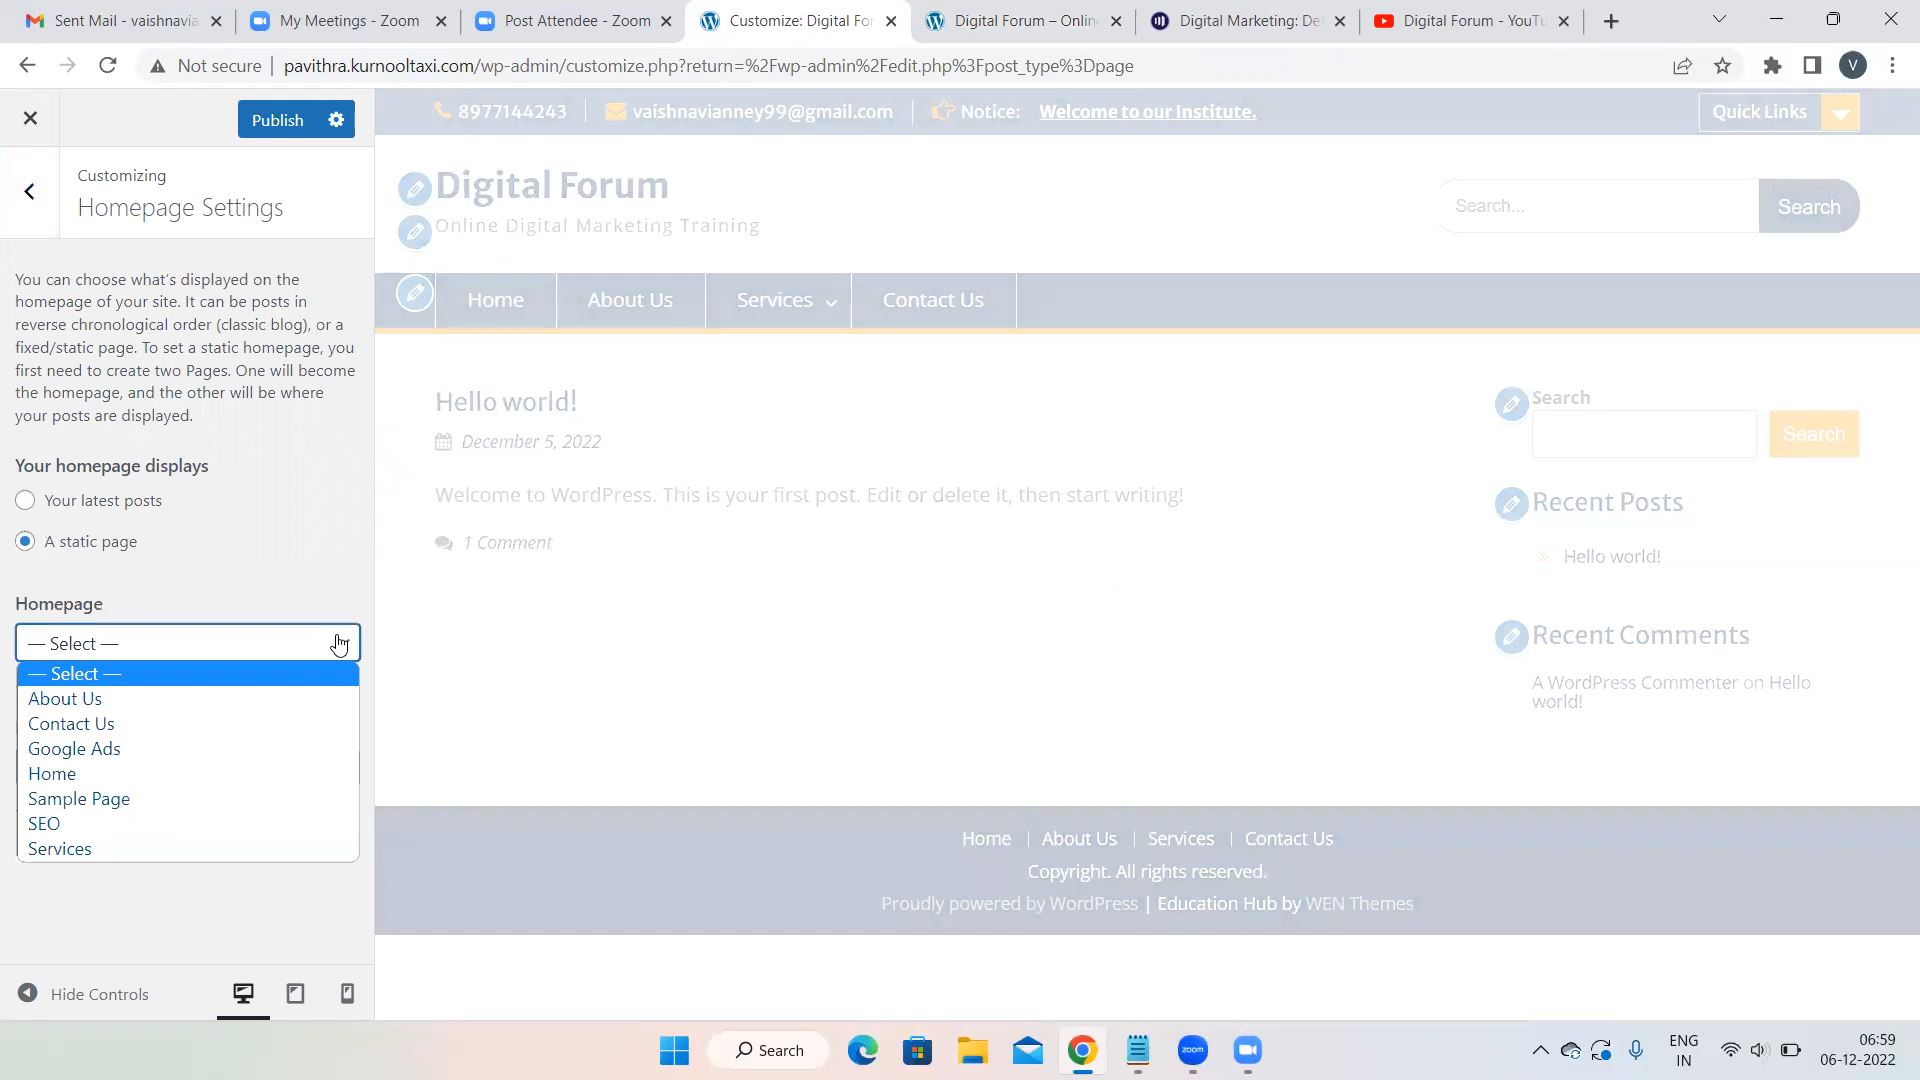 Sent Mail - vaishnavia
My Meetings - Zoom
Post Attendee - Zoom
Customize: Digital For
Digital Forum – Onlin
Digital Marketing: De
Digital Forum - YouTu
Not secure
pavithra.kurnooltaxi.com/wp-admin/customize.php?return=%2Fwp-admin%2Fedit.php%3Fpost_type%3Dpage
V
Publish
8977144243
vaishnavianney99@gmail.com
Notice:
Welcome to our Institute.
Quick Links
Customizing
Homepage Settings
Digital Forum
Online Digital Marketing Training
Search...
Search
Home
About Us
Services
Contact Us
You can choose what's displayed on the
homepage of your site. It can be posts in
reverse chronological order (classic blog), or a
fixed/static page. To set a static homepage, you
first need to create two Pages. One will become
the homepage, and the other will be where
your posts are displayed.
Your homepage displays
Your latest posts
A static page
Homepage
— Select —
— Select —
About Us
Contact Us
Google Ads
Home
Sample Page
SEO
Services
Hello world!
December 5, 2022
Welcome to WordPress. This is your first post. Edit or delete it, then start writing!
1 Comment
Search
Search
Recent Posts
Hello world!
Recent Comments
A WordPress Commenter on Hello
world!
Home
About Us
Services
Contact Us
Copyright. All rights reserved.
Proudly powered by WordPress | Education Hub by WEN Themes
Hide Controls
Search
zoom
ENG
IN
06:59
06-12-2022